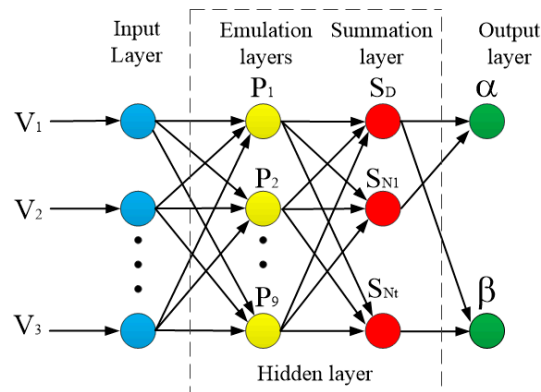 Input
Layer
Emulation
layers
Summation
layer
Output
layer
P1
SD
α
V1
P2
SN1
V2
P9
SNt
β
V3
Hidden layer